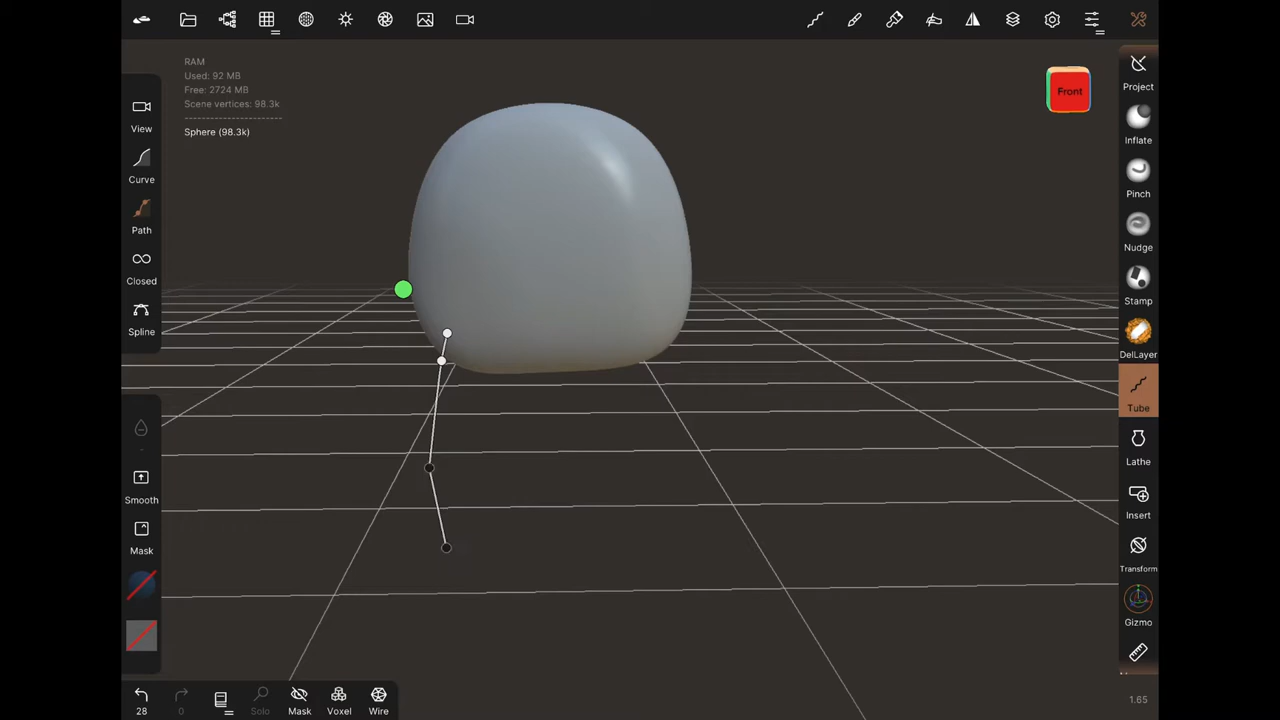 RAM
Used: 92 MB
Free: 2724 MB
Scene vertices: 98.3k
------------------------
Sphere (98.3k)
Front
View
Curve
Path
Closed
Spline
Smooth
Mask
Project
Inflate
Pinch
Nudge
Stamp
DelLayer
Tube
Lathe
Insert
Transform
Gizmo
28
0
Solo
Mask
Voxel
Wire
1.65